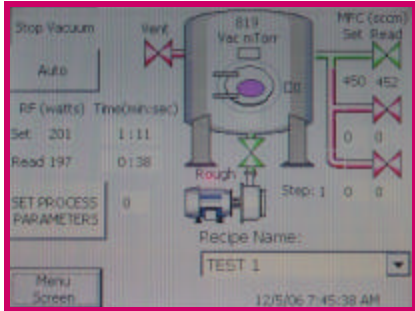 Stop Vacuum
Vent
819
Vac mTorr
MFC (sccm)
Set Read
Auto
450 452
RF (watts) Time(min:sec)
Set 201 1:11
0 0
Read 197 0:38
Rough
Step: 1 0 0
SET PROCESS
PARAMETERS
0
Recipe Name:
TEST 1
Menu
Screen
12/5/06 7:45:38 AM